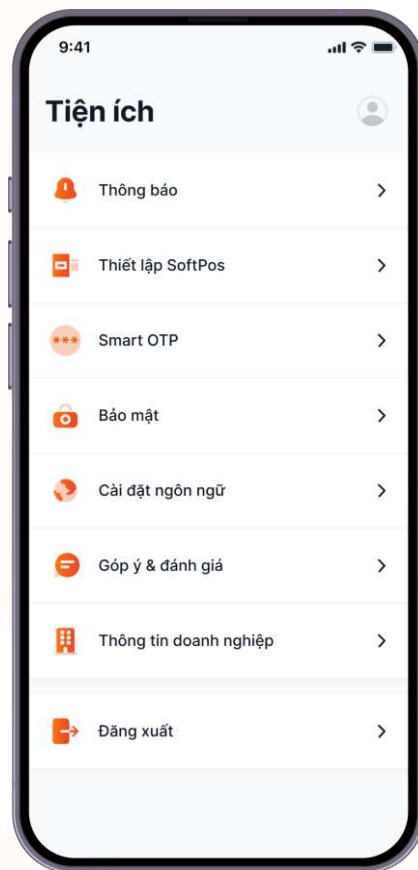 9:41
Tiện ích
Thông báo
Thiết lập SoftPos
Smart OTP
Bảo mật
Cài đặt ngôn ngữ
Góp ý & đánh giá
Thông tin doanh nghiệp
Đăng xuất